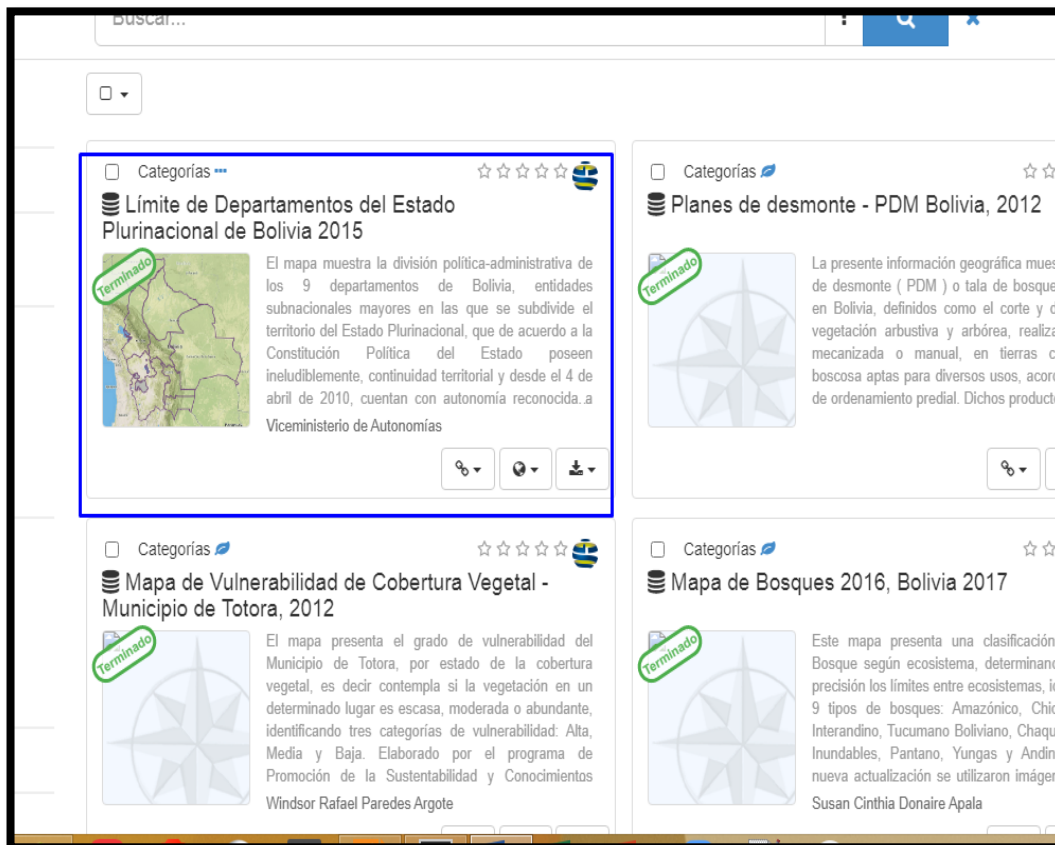 Buscar...
Categorías
Límite de Departamentos del Estado
Plurinacional de Bolivia 2015
Terminado
El mapa muestra la división política-administrativa de
los 9 departamentos de Bolivia, entidades
subnacionales mayores en las que se subdivide el
territorio del Estado Plurinacional, que de acuerdo a la
Constitución Política del Estado poseen
ineludiblemente, continuidad territorial y desde el 4 de
abril de 2010, cuentan con autonomía reconocida..a
Viceministerio de Autonomías
Categorías
Planes de desmonte - PDM Bolivia, 2012
Terminado
La presente información geográfica mues
de desmonte ( PDM ) o tala de bosque
en Bolivia, definidos como el corte y d
vegetación arbustiva y arbórea, realiza
mecanizada o manual, en tierras c
boscosa aptas para diversos usos, acor
de ordenamiento predial. Dichos product
Categorías
Mapa de Vulnerabilidad de Cobertura Vegetal -
Municipio de Totora, 2012
Terminado
El mapa presenta el grado de vulnerabilidad del
Municipio de Totora, por estado de la cobertura
vegetal, es decir contempla si la vegetación en un
determinado lugar es escasa, moderada o abundante,
identificando tres categorías de vulnerabilidad: Alta,
Media y Baja. Elaborado por el programa de
Promoción de la Sustentabilidad y Conocimientos
Windsor Rafael Paredes Argote
Categorías
Mapa de Bosques 2016, Bolivia 2017
Terminado
Este mapa presenta una clasificación
Bosque según ecosistema, determinand
precisión los límites entre ecosistemas, i
9 tipos de bosques: Amazónico, Chi
Interandino, Tucumano Boliviano, Chaqu
Inundables, Pantano, Yungas y Andin
nueva actualización se utilizaron imáge
Susan Cinthia Donaire Apala